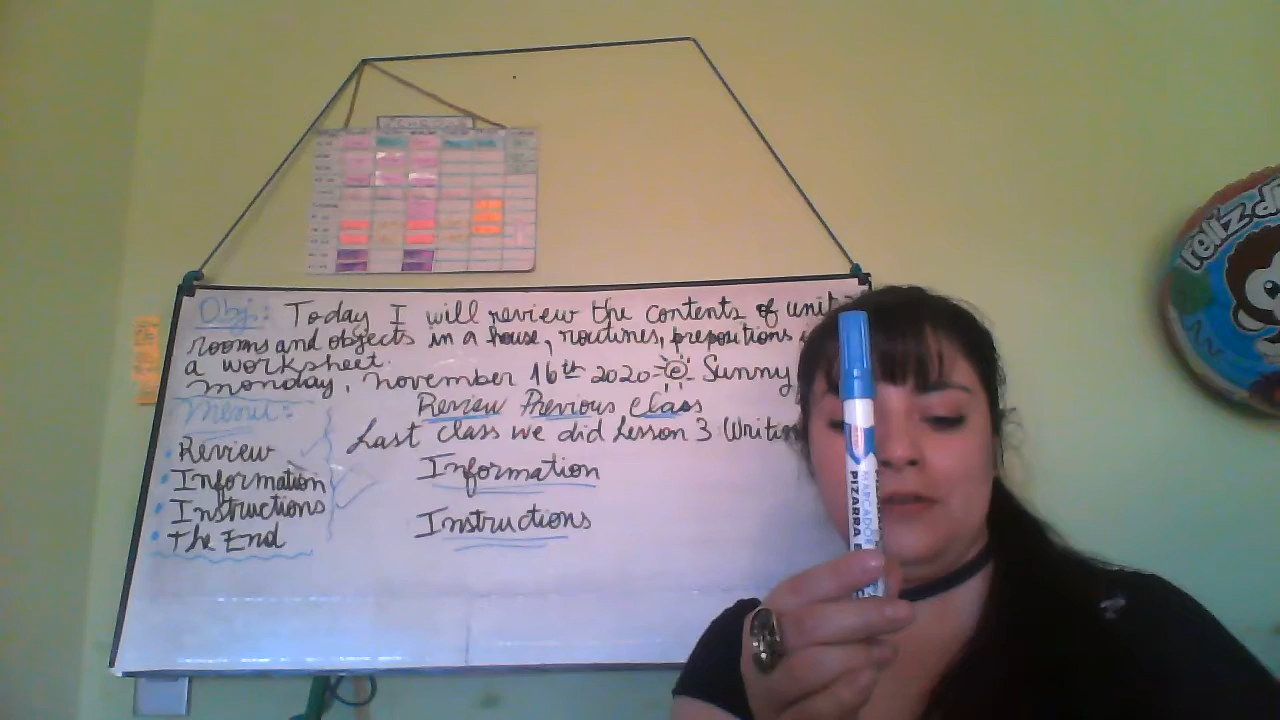 Obj: Today I will review the contents of unit
rooms and objects in a house, routines, prepositions
a worksheet.
Monday, november 16th 2020 Sunny
Menu:
Review
Information
Instructions
The End
Review Previous Class
Last class we did Lesson 3
Information
Instructions
MARCADOR
PIZARRA
Feliz